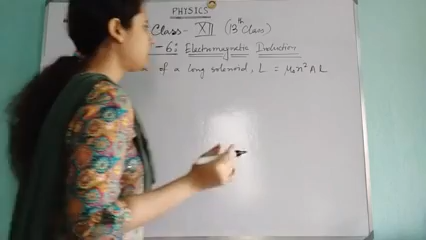 PHYSICS
Class- XII (13th Class)
-6: Electromagnetic Induction
of a long solenoid, L = μ₀n²AL